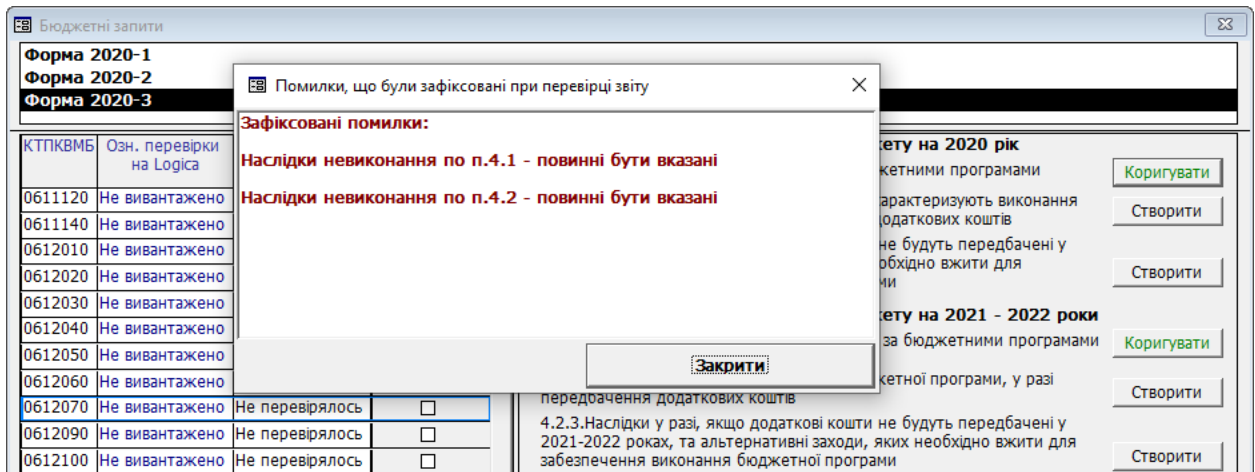 Бюджетні запити
Форма 2020-1
Форма 2020-2
Форма 2020-3
Помилки, що були зафіксовані при перевірці звіту
Зафіксовані помилки:
Наслідки невиконання по п.4.1 - повинні бути вказані
Наслідки невиконання по п.4.2 - повинні бути вказані
Закрити
КТПКВМБ Озн. перевірки
на Logica
0611120 Не вивантажено
0611140 Не вивантажено
0612010 Не вивантажено
0612020 Не вивантажено
0612030 Не вивантажено
0612040 Не вивантажено
0612050 Не вивантажено
0612060 Не вивантажено
0612070 Не вивантажено Не перевірялось
0612090 Не вивантажено Не перевірялось
0612100 Не вивантажено Не перевірялось
ету на 2020 рік
жетними програмами Коригувати
арактеризують виконання
додаткових коштів Створити
не будуть передбачені у
обхідно вжити для Створити
ми
ету на 2021 - 2022 роки
за бюджетними програмами Коригувати
жетної програми, у разі
передбачення додаткових коштів Створити
4.2.3.Наслідки у разі, якщо додаткові кошти не будуть передбачені у
2021-2022 роках, та альтернативні заходи, яких необхідно вжити для
забезпечення виконання бюджетної програми Створити